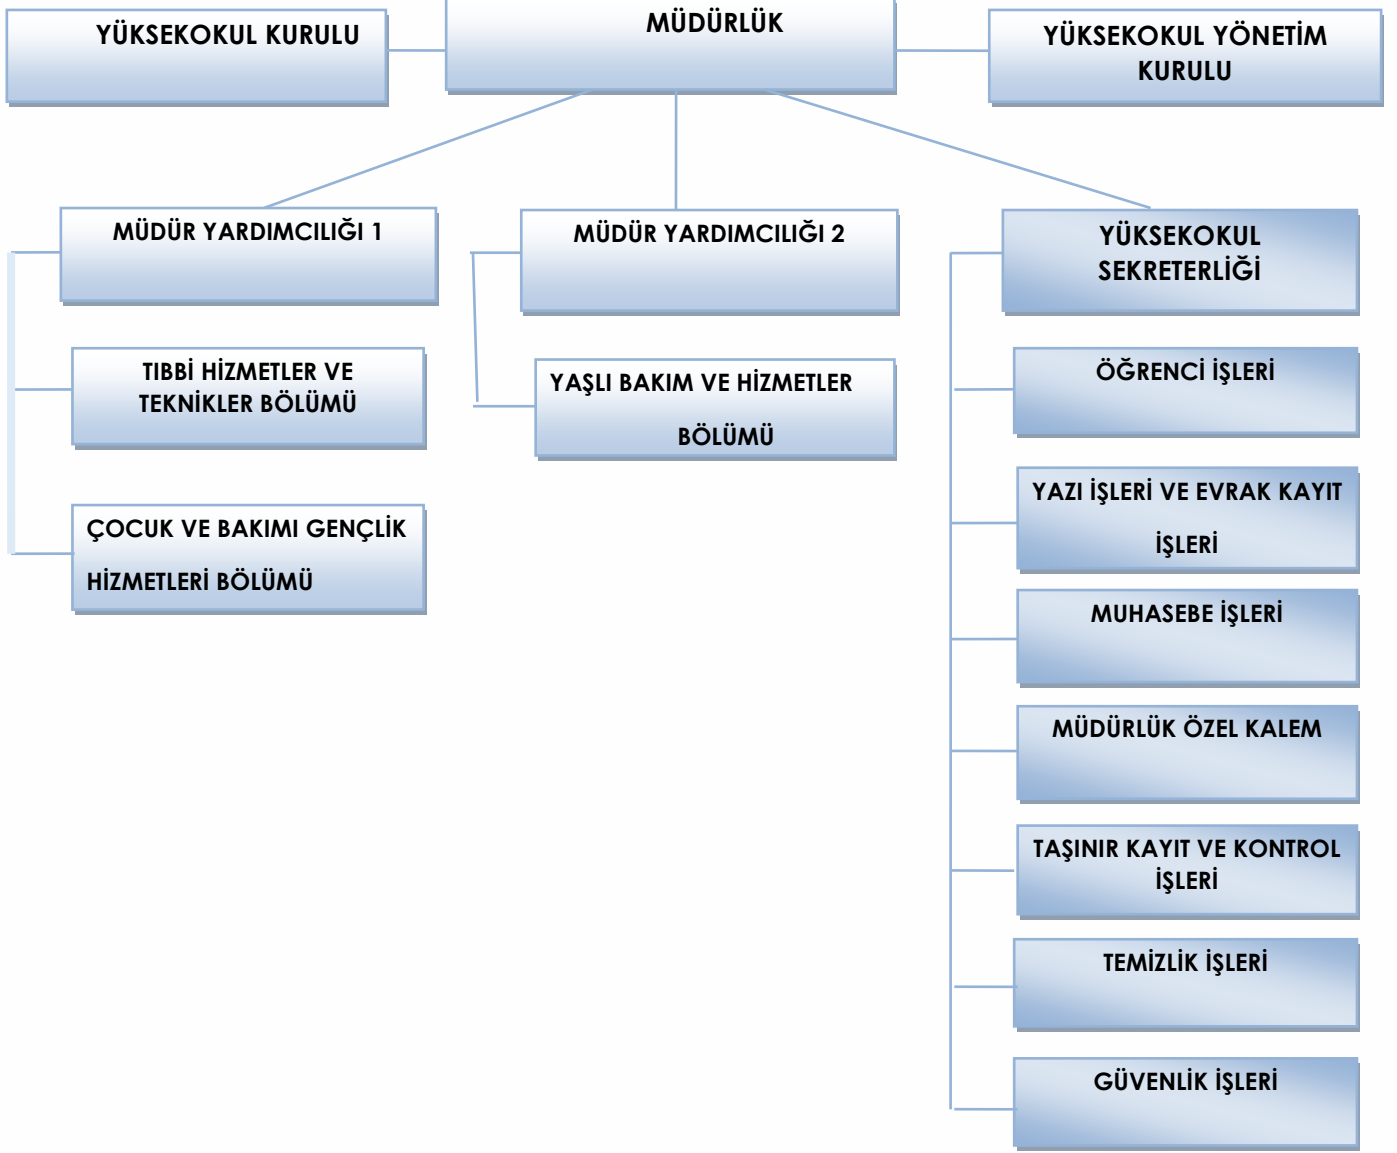 YÜKSEKOKUL KURULU
MÜDÜRLÜK
YÜKSEKOKUL YÖNETİM
KURULU
MÜDÜR YARDIMCILIĞI 1
TIBBİ HİZMETLER VE
TEKNİKLER BÖLÜMÜ
ÇOCUK VE BAKIMI GENÇLİK
HİZMETLERİ BÖLÜMÜ
MÜDÜR YARDIMCILIĞI 2
YAŞLI BAKIM VE HİZMETLER
BÖLÜMÜ
YÜKSEKOKUL
SEKRETERLİĞİ
ÖĞRENCİ İŞLERİ
YAZI İŞLERİ VE EVRAK KAYIT
İŞLERİ
MUHASEBE İŞLERİ
MÜDÜRLÜK ÖZEL KALEM
TAŞINIR KAYIT VE KONTROL
İŞLERİ
TEMİZLİK İŞLERİ
GÜVENLİK İŞLERİ